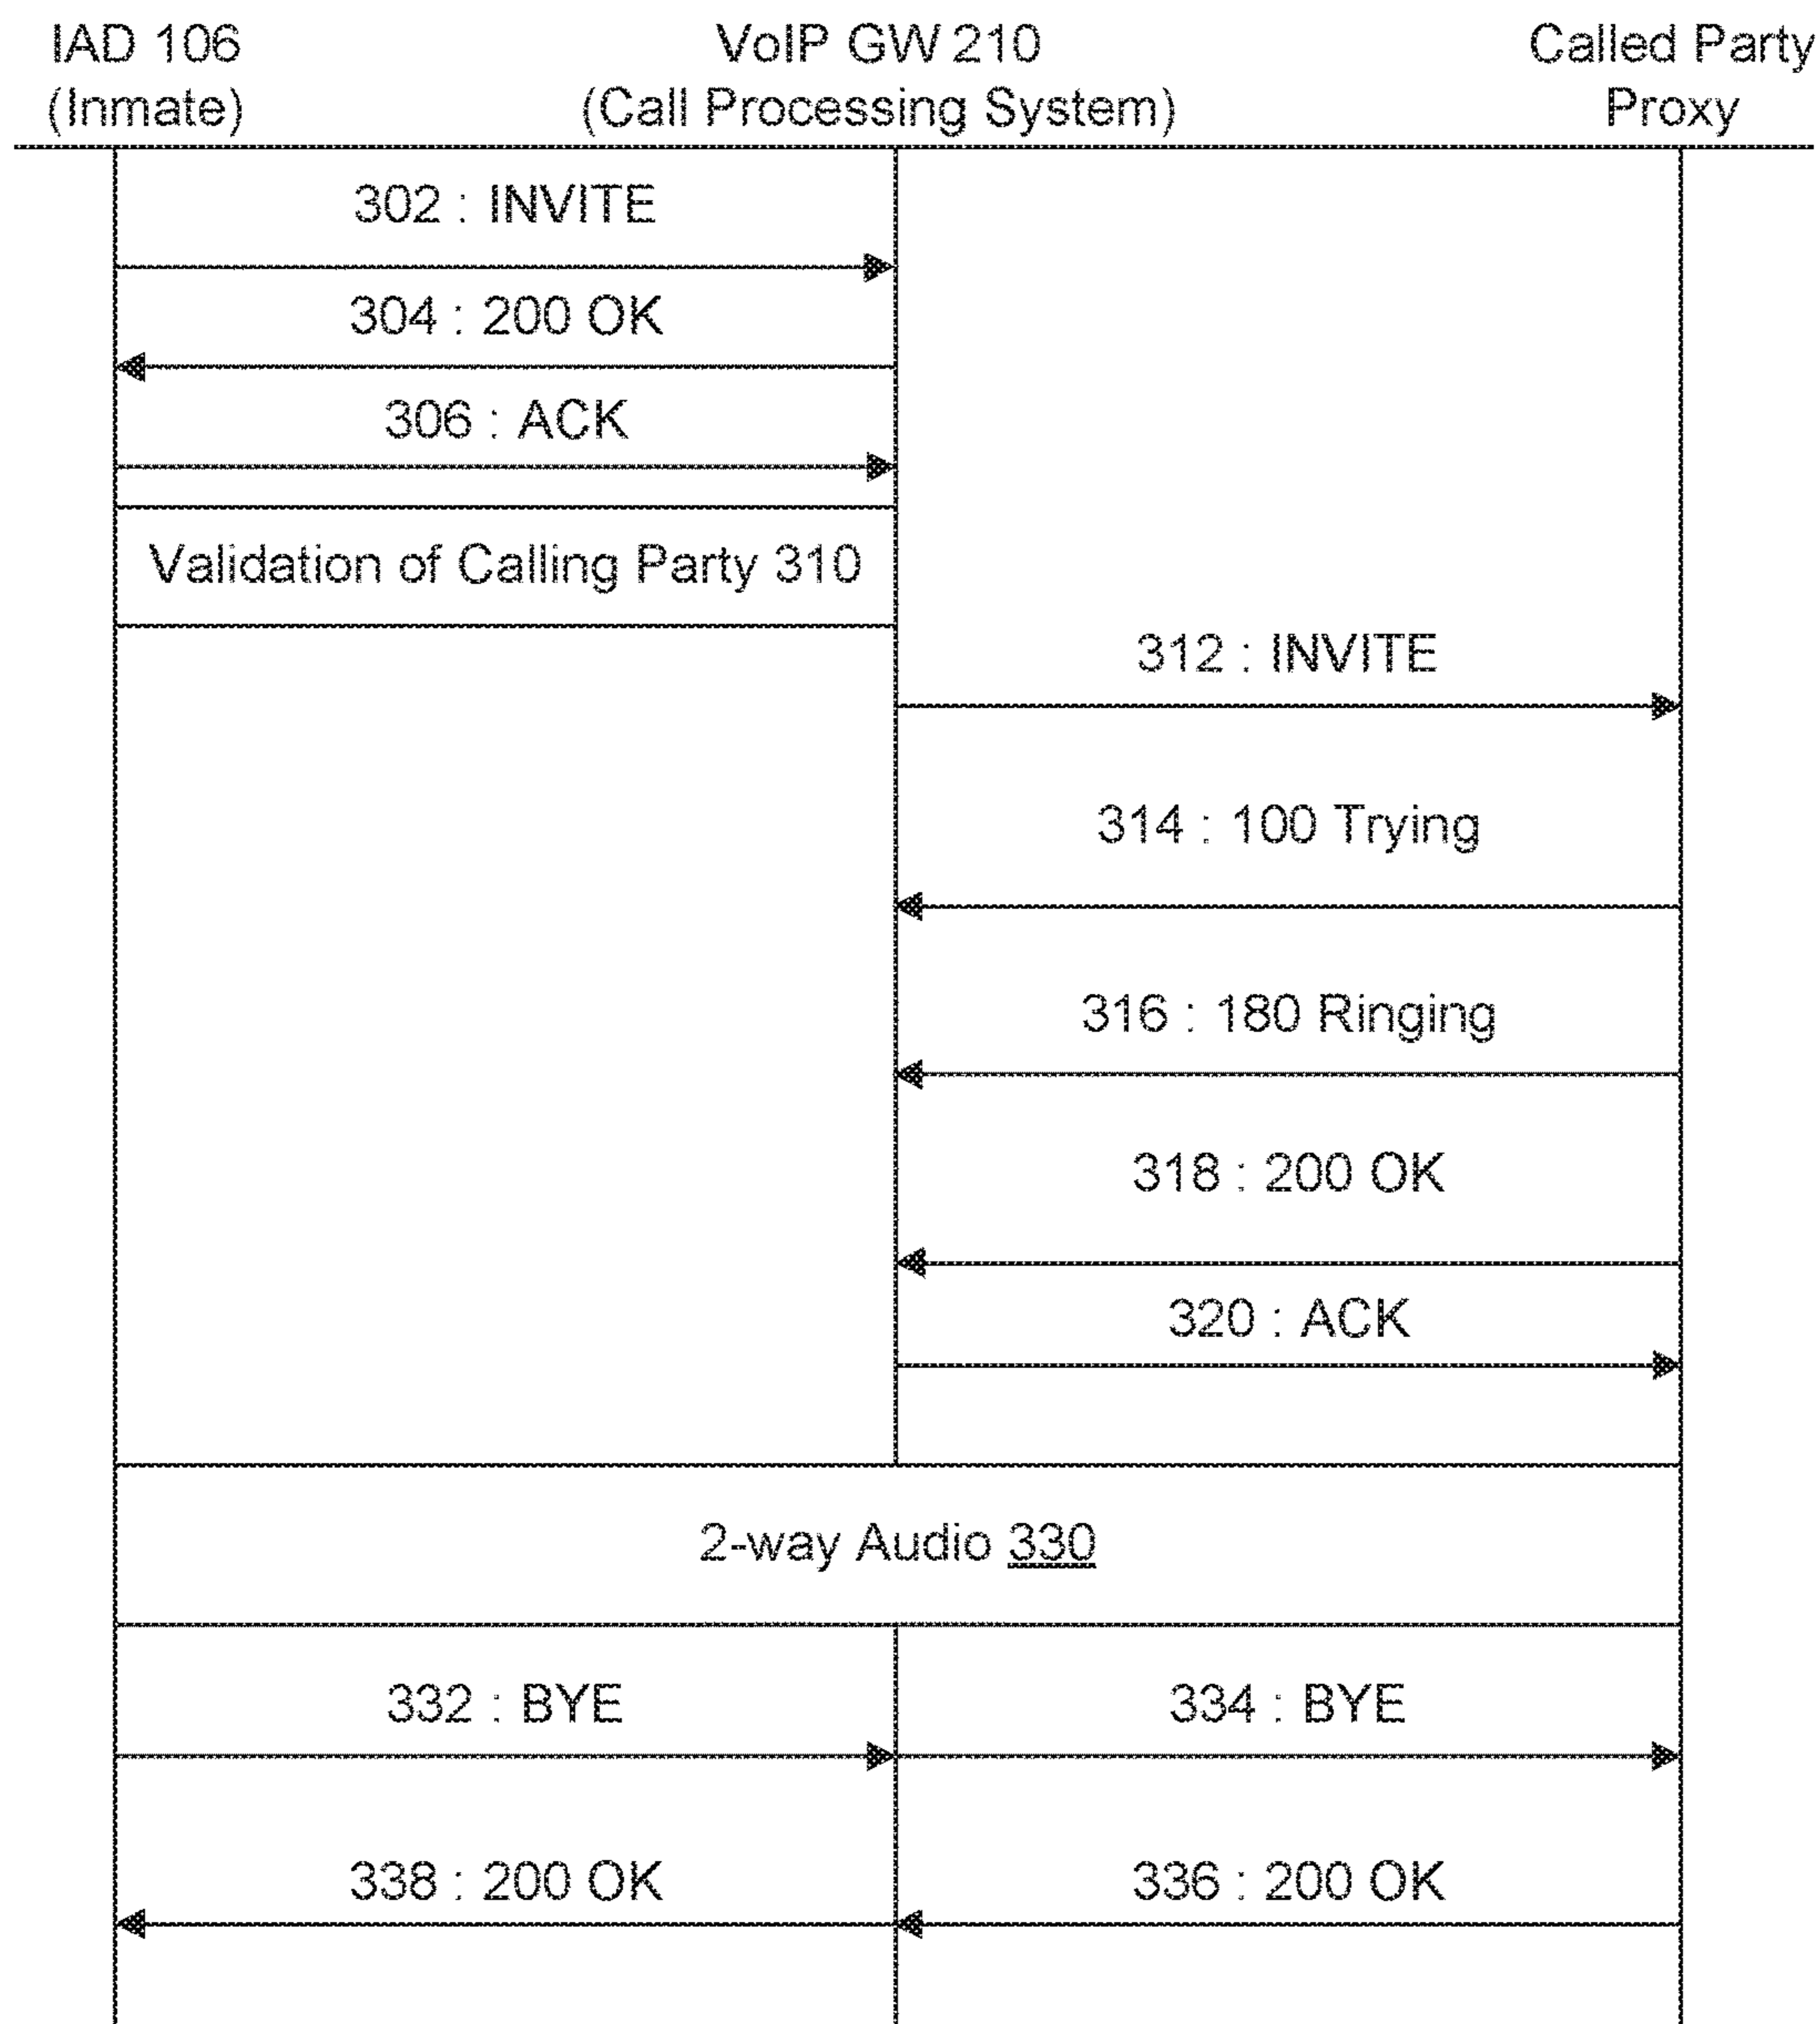 IAD 106
(Inmate)
VoIP GW 210
(Call Processing System)
Called Party
Proxy
302 : INVITE
304 : 200 OK
306 : ACK
Validation of Calling Party 310
312 : INVITE
314 : 100 Trying
316 : 180 Ringing
318 : 200 OK
320 : ACK
2-way Audio 330
332 : BYE
334 : BYE
338 : 200 OK
336 : 200 OK